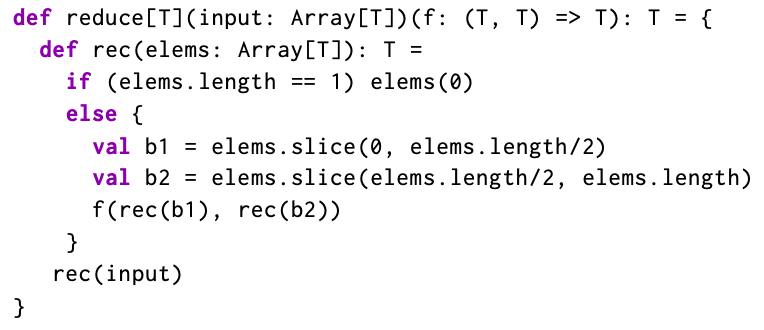 def reduce[T](input: Array[T])(f: (T, T) => T): T = {
  def rec(elems: Array[T]): T =
    if (elems.length == 1) elems(0)
    else {
      val b1 = elems.slice(0, elems.length/2)
      val b2 = elems.slice(elems.length/2, elems.length)
      f(rec(b1), rec(b2))
    }
   rec(input)
}